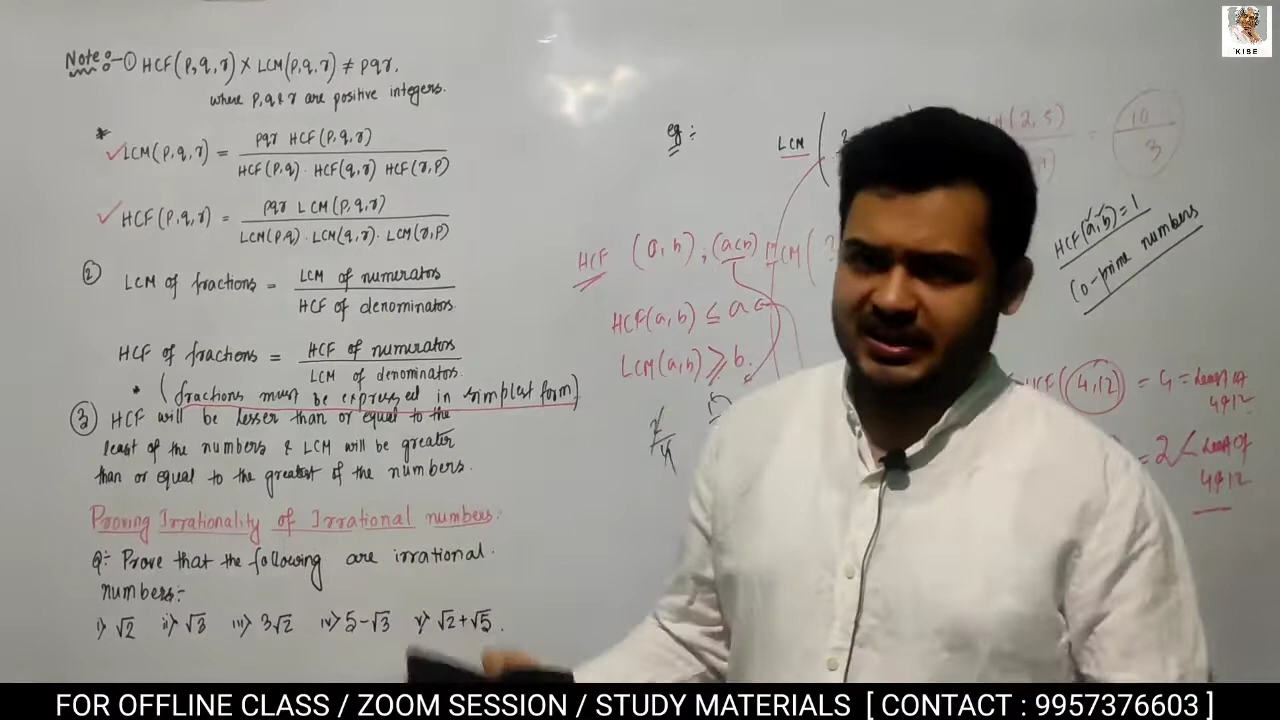 Note :- ① HCF(p,q,r) × LCM(p,q,r) ≠ pqr.
where p,q & r are positive integers.
* ✓ LCM(p,q,r) = pqr HCF(p,q,r) / HCF(p,q) · HCF(q,r) HCF(r,p)
✓ HCF(p,q,r) = pqr LCM(p,q,r) / LCM(p,q) · LCM(q,r) · LCM(r,p)
② LCM of fractions = LCM of numerators / HCF of denominators
HCF of fractions = HCF of numerators / LCM of denominators.
* (fractions must be expressed in simplest form)
③ HCF will be lesser than or equal to the
least of the numbers & LCM will be greater
than or equal to the greatest of the numbers.
Proving Irrationality of Irrational numbers:
Q:- Prove that the following are irrational
numbers:-
i> √2 ii> √3 iii> 3√2 iv> 5-√3 v> √2+√5.
eg:
LCM (2
(2, 5) = 10 / 3
HCF (a, b) ; (a<b)
LCM (
HCF(a, b) ≤ a
LCM(a, b) ≥ b.
HCF(a, b) = 1
Co-prime numbers
HCF (4,12) = 4 = Least of
4 & 12
= 2 < Least of
4 & 12
KISE
FOR OFFLINE CLASS / ZOOM SESSION / STUDY MATERIALS [ CONTACT : 9957376603 ]